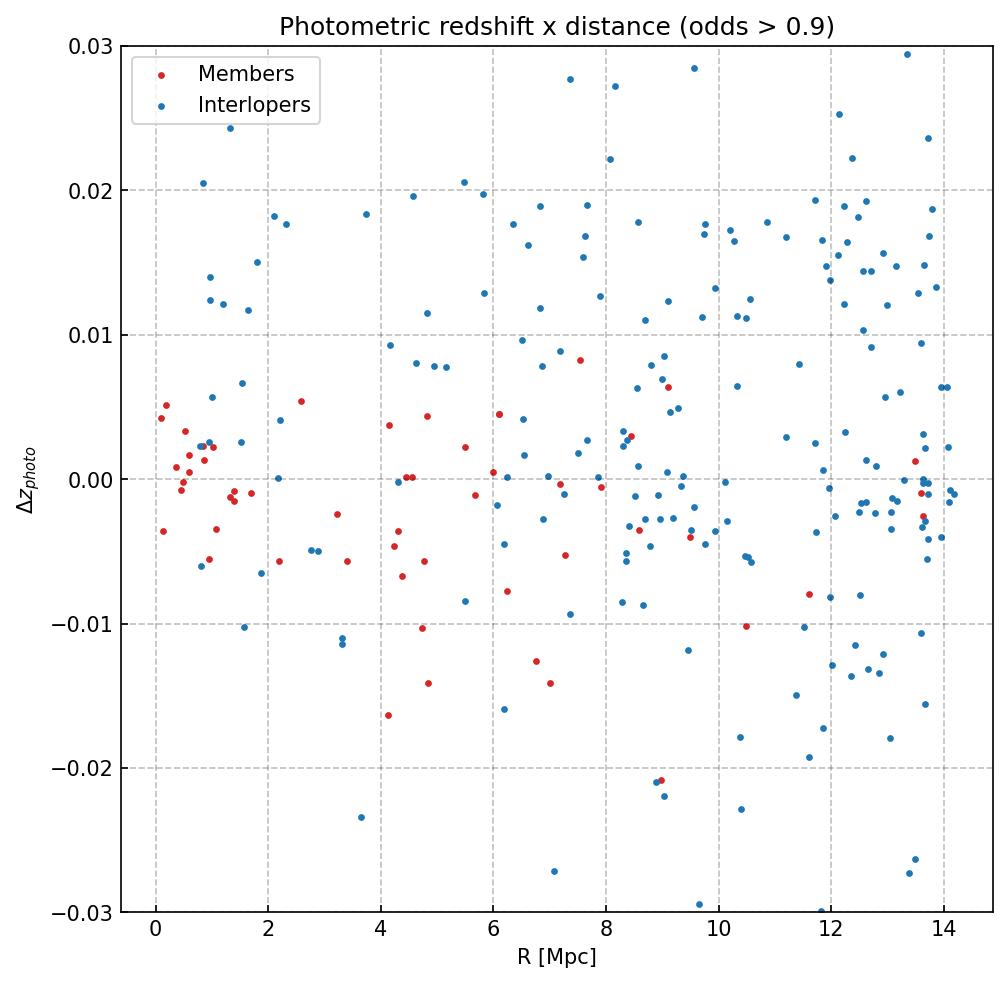 Photometric redshift x distance (odds > 0.9)
Members
Interlopers
0.03
0.02
0.01
0.00
−0.01
−0.02
−0.03
Δz_photo
0 2 4 6 8 10 12 14
R [Mpc]